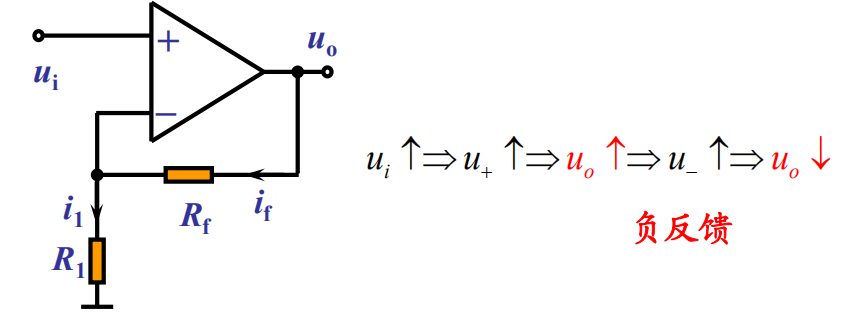 +
u_o
u_i
−
u_i ↑⇒u_+ ↑⇒u_o ↑⇒u_− ↑⇒u_o ↓
i_1
R_f
i_f
负反馈
R_1